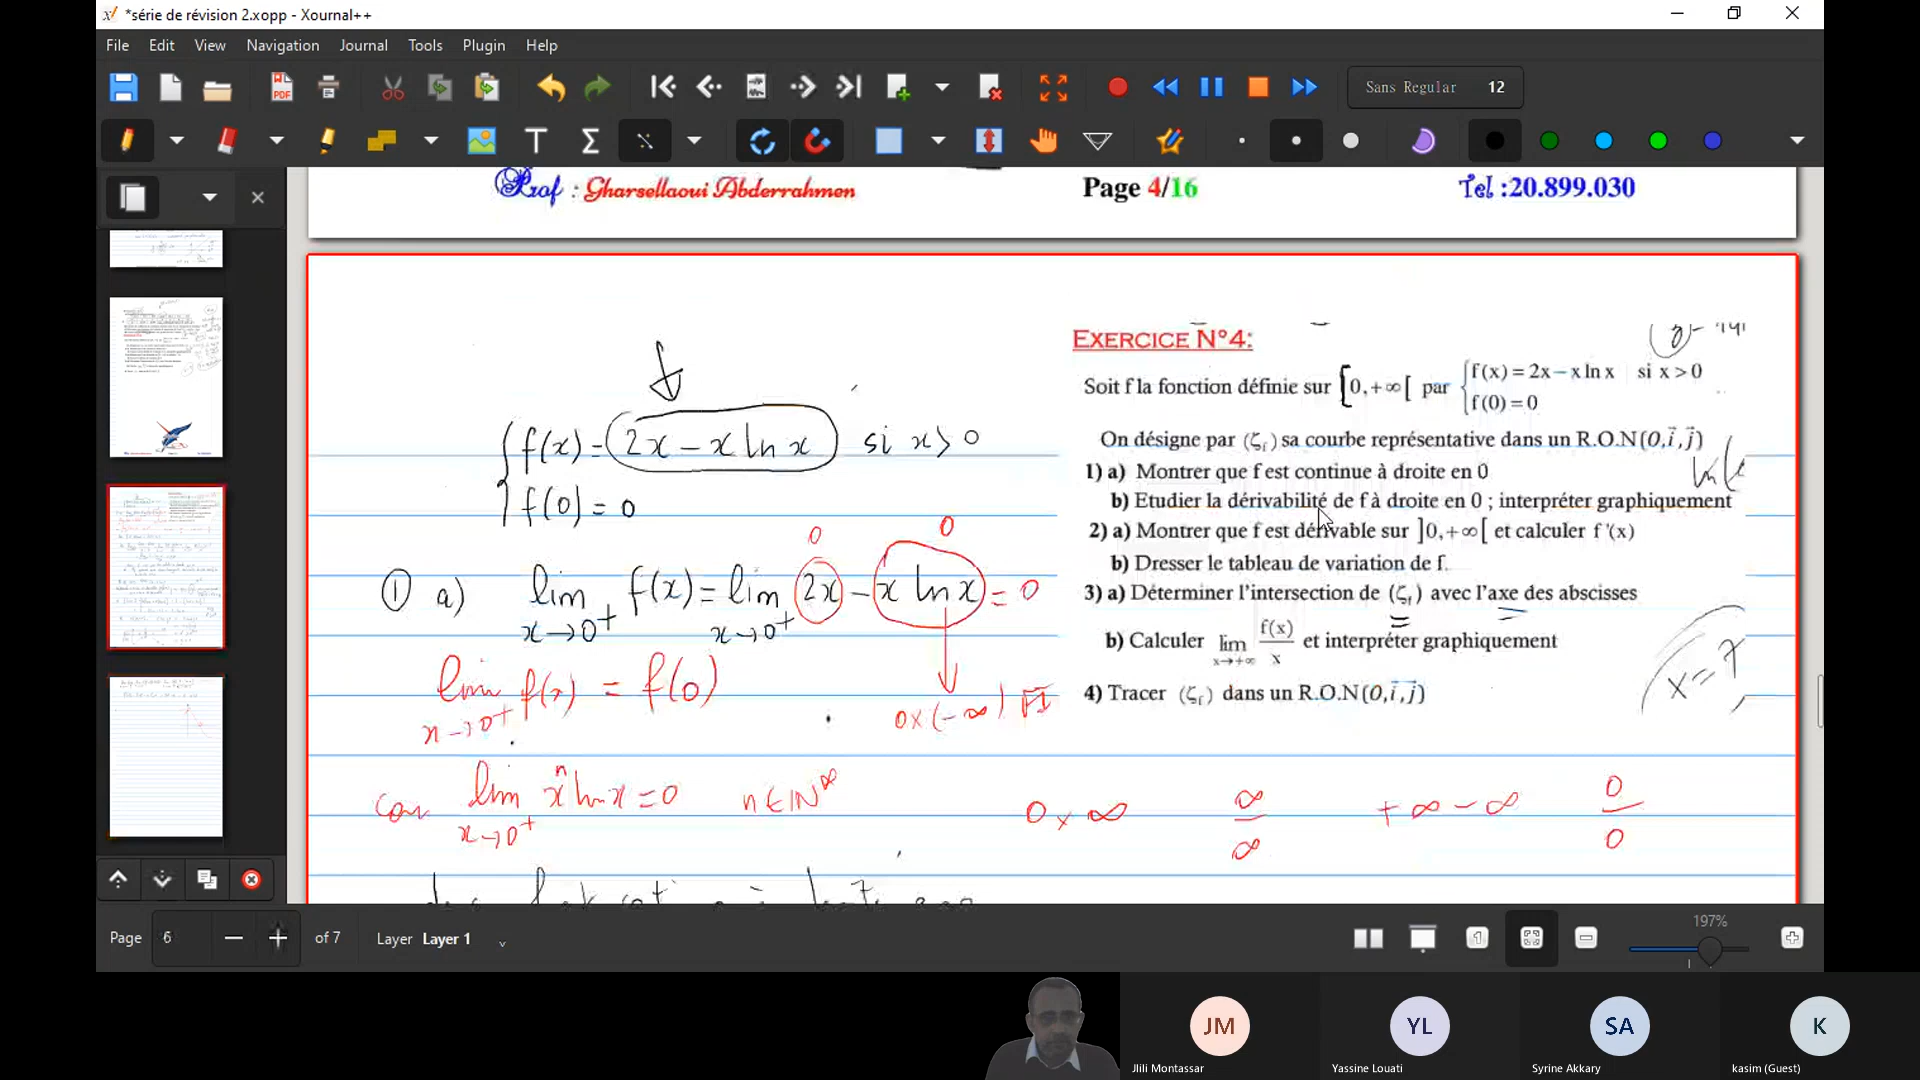 *série de révision 2.xopp - Xournal++
File Edit View Navigation Journal Tools Plugin Help
PDF
Sans Regular 12
Prof : Gharsellaoui Abderrahmen Page 4/16 Tel :20.899.030
EXERCICE N°4:
Soit f la fonction définie sur [0,+∞[ par { f(x) = 2x − x ln x si x > 0
f(0) = 0
On désigne par (ζf) sa courbe représentative dans un R.O.N(O,i⃗,j⃗)
1) a) Montrer que f est continue à droite en 0
b) Etudier la dérivabilité de f à droite en 0 ; interpréter graphiquement
2) a) Montrer que f est dérivable sur ]0,+∞[ et calculer f '(x)
b) Dresser le tableau de variation de f.
3) a) Déterminer l'intersection de (ζf) avec l'axe des abscisses
b) Calculer lim x→+∞ f(x)/x et interpréter graphiquement
4) Tracer (ζf) dans un R.O.N(O,i⃗,j⃗)
x = 7
{ f(x) = 2x − x ln x si x > 0
f(0) = 0
0 0
① a) lim x→0⁺ f(x) = lim x→0⁺ 2x − x ln x = 0
lim x→0⁺ f(x) = f(0)
0×(−∞) FI
car lim x→0⁺ xⁿ ln x = 0 n ∈ IN*
0 × ∞ ∞/∞ +∞ − ∞ 0/0
Page 6 of 7 Layer Layer 1
197%
JM YL SA K
Jlili Montassar Yassine Louati Syrine Akkary kasim (Guest)